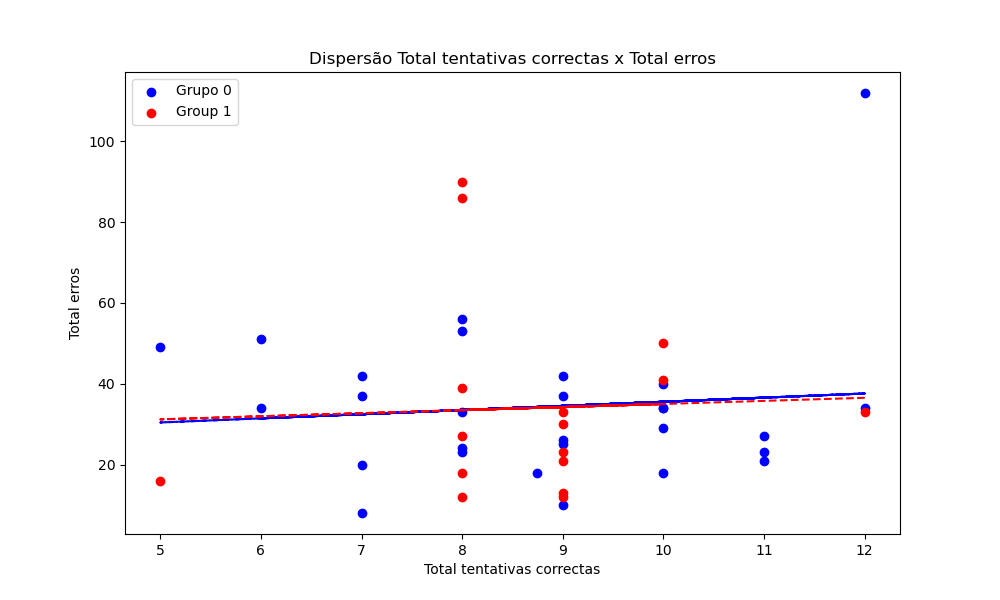 Dispersão Total tentativas correctas x Total erros
Grupo 0
Group 1
100
80
60
40
20
Total erros
5 6 7 8 9 10 11 12
Total tentativas correctas